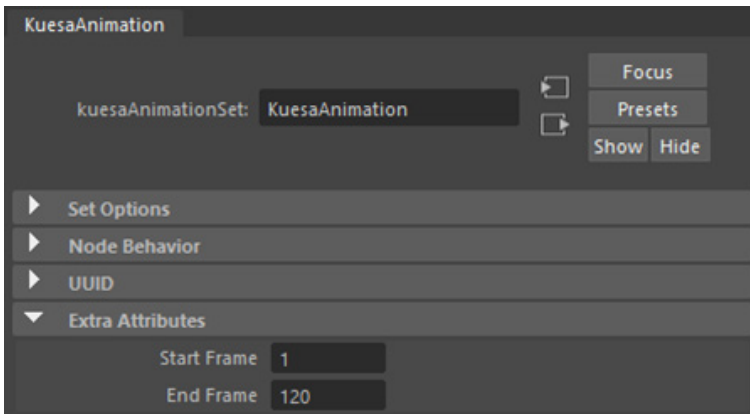 KuesaAnimation
Focus
kuesaAnimationSet: KuesaAnimation
Presets
Show Hide
Set Options
Node Behavior
UUID
Extra Attributes
Start Frame 1
End Frame 120